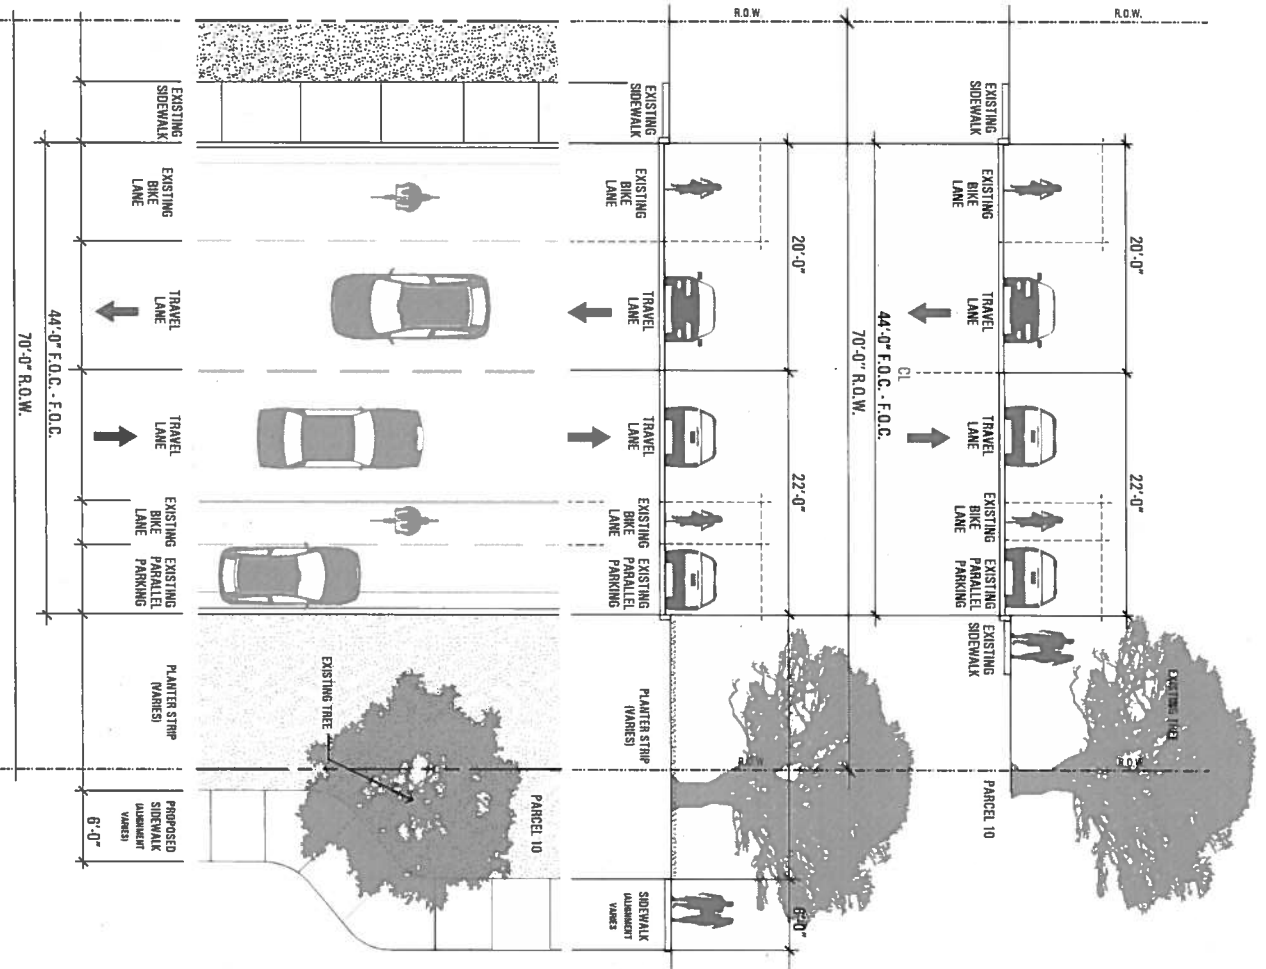 R.O.W.
EXISTING
SIDEWALK
EXISTING
BIKE
LANE
20'-0"
TRAVEL
LANE
CL
44'-0" F.O.C. - F.O.C.
70'-0" R.O.W.
TRAVEL
LANE
22'-0"
EXISTING
BIKE
LANE
EXISTING
PARALLEL
PARKING
EXISTING
SIDEWALK
EXISTING TREE
R.O.W.
PARCEL 10
R.O.W.
EXISTING
SIDEWALK
EXISTING
BIKE
LANE
20'-0"
TRAVEL
LANE
TRAVEL
LANE
22'-0"
EXISTING
BIKE
LANE
EXISTING
PARALLEL
PARKING
PLANTER STRIP
(VARIES)
R.O.W.
SIDEWALK
(ALIGNMENT
VARIES
6'-0"
EXISTING TREE
PARCEL 10
EXISTING
SIDEWALK
EXISTING
BIKE
LANE
TRAVEL
LANE
TRAVEL
LANE
EXISTING
BIKE
LANE
EXISTING
PARALLEL
PARKING
PLANTER STRIP
(VARIES)
PROPOSED
SIDEWALK
(ALIGNMENT
VARIES)
6'-0"
44'-0" F.O.C. - F.O.C.
70'-0" R.O.W.